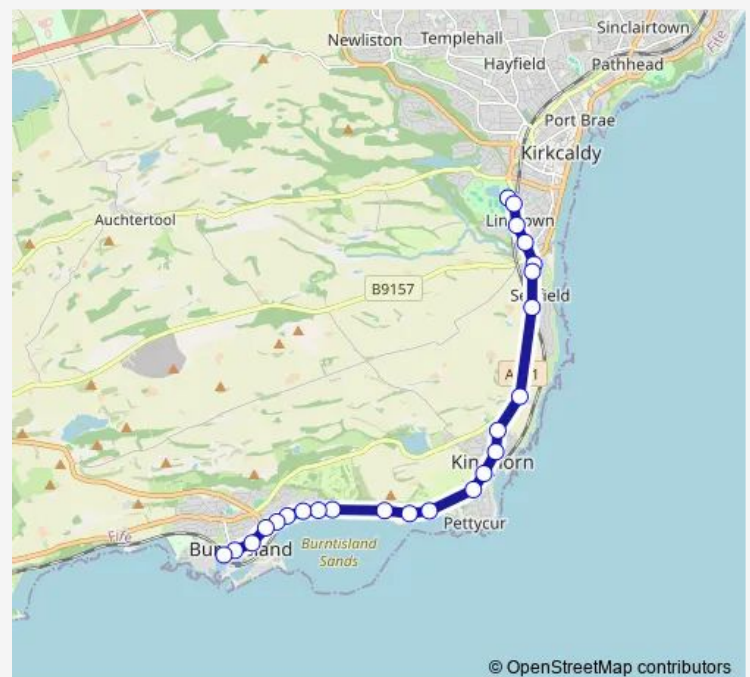 Sinclairtown
Newliston
Templehall
Hayfield
Pathhead
Fife
Port Brae
Kirkcaldy
Auchtertool
B9157
Pettycur
Fife
Burntisland
Sands
© OpenStreetMap contributors